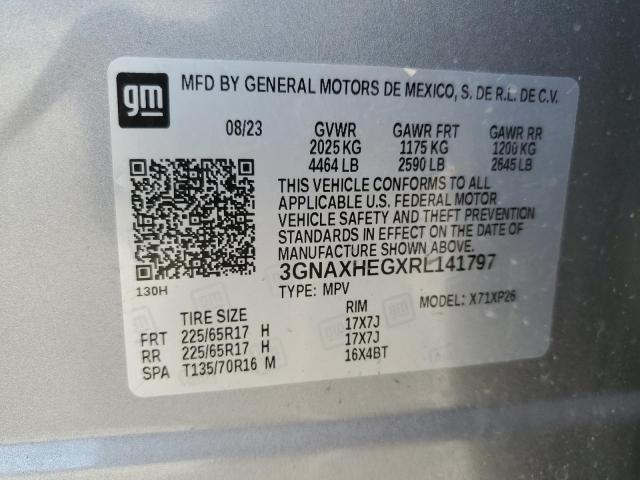 gm
MFD BY GENERAL MOTORS DE MEXICO, S. DE R.L. DE C.V.
08/23 GVWR GAWR FRT GAWR RR
2025 KG 1175 KG 1200 KG
4464 LB 2590 LB 2645 LB
THIS VEHICLE CONFORMS TO ALL
APPLICABLE U.S. FEDERAL MOTOR
VEHICLE SAFETY AND THEFT PREVENTION
STANDARDS IN EFFECT ON THE DATE OF
MANUFACTURE SHOWN ABOVE.
130H
3GNAXHEGXRL141797
TYPE: MPV MODEL: X71XP26
TIRE SIZE RIM
FRT 225/65R17 H 17X7J
RR 225/65R17 H 17X7J
SPA T135/70R16 M 16X4BT